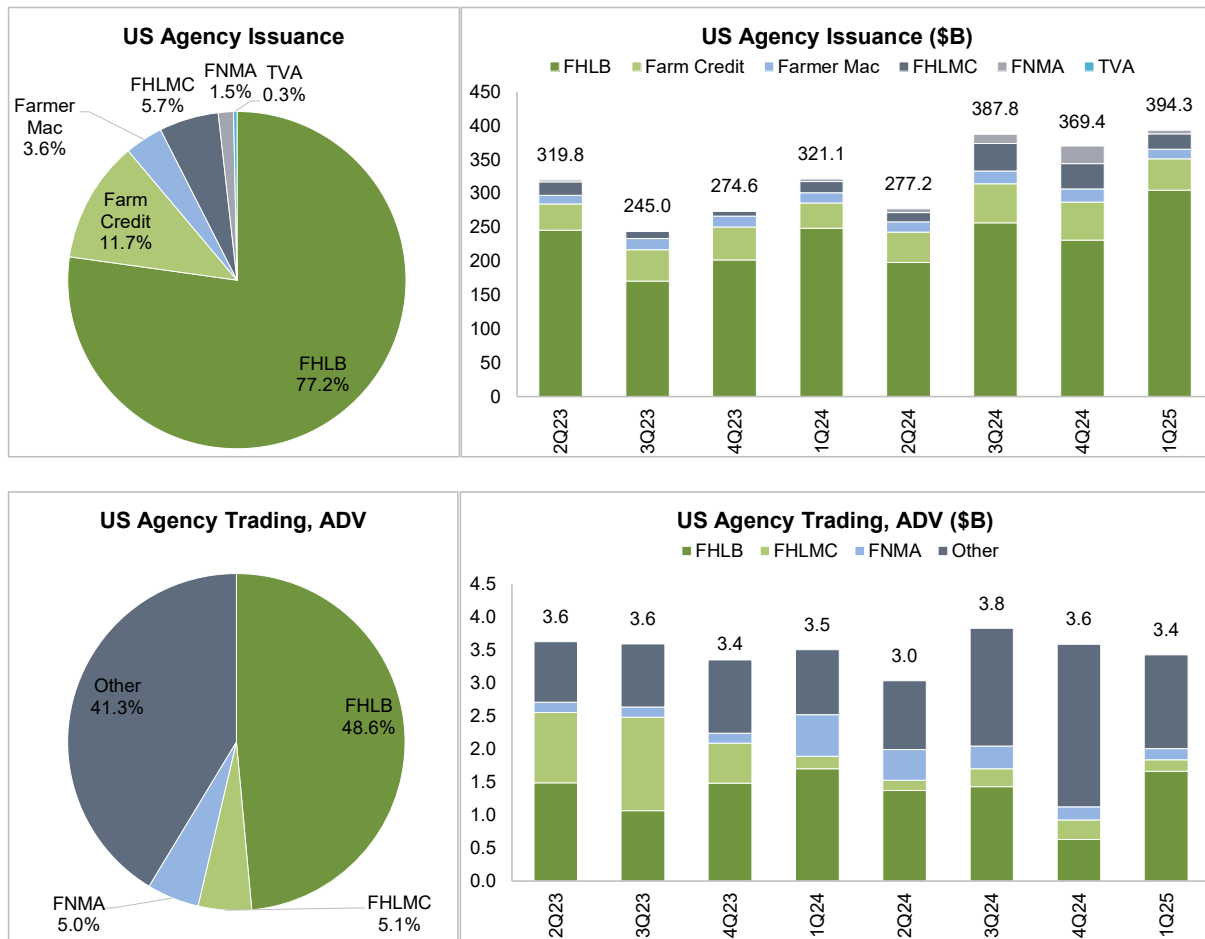 US Agency Issuance
FHLB
77.2%
Farm
Credit
11.7%
Farmer
Mac
3.6%
FHLMC
5.7%
FNMA
1.5%
TVA
0.3%
US Agency Issuance ($B)
FHLB Farm Credit Farmer Mac FHLMC FNMA TVA
450
400
350
300
250
200
150
100
50
0
319.8
245.0
274.6
321.1
277.2
387.8
369.4
394.3
2Q23
3Q23
4Q23
1Q24
2Q24
3Q24
4Q24
1Q25
US Agency Trading, ADV
FHLB
48.6%
FHLMC
5.1%
FNMA
5.0%
Other
41.3%
US Agency Trading, ADV ($B)
FHLB FHLMC FNMA Other
4.5
4.0
3.5
3.0
2.5
2.0
1.5
1.0
0.5
0.0
3.6
3.6
3.4
3.5
3.0
3.8
3.6
3.4
2Q23
3Q23
4Q23
1Q24
2Q24
3Q24
4Q24
1Q25